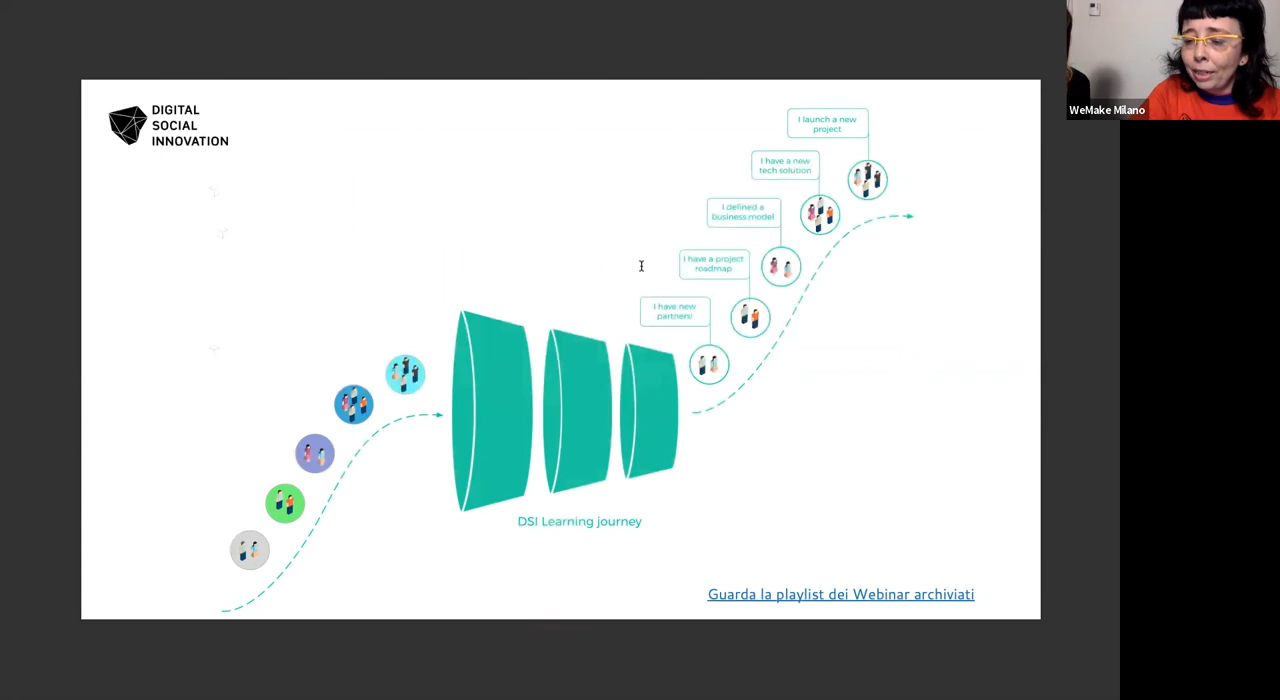 DIGITAL
SOCIAL
INNOVATION
WeMake Milano
I launch a new
project
I have a new
tech solution
I defined a
business model
I have a project
roadmap
I have new
partners!
DSI Learning journey
Guarda la playlist dei Webinar archiviati